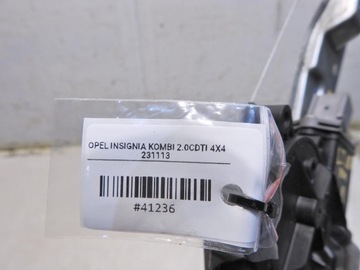 OPEL INSIGNIA KOMBI 2.0CDTI 4X4
231113
#41236